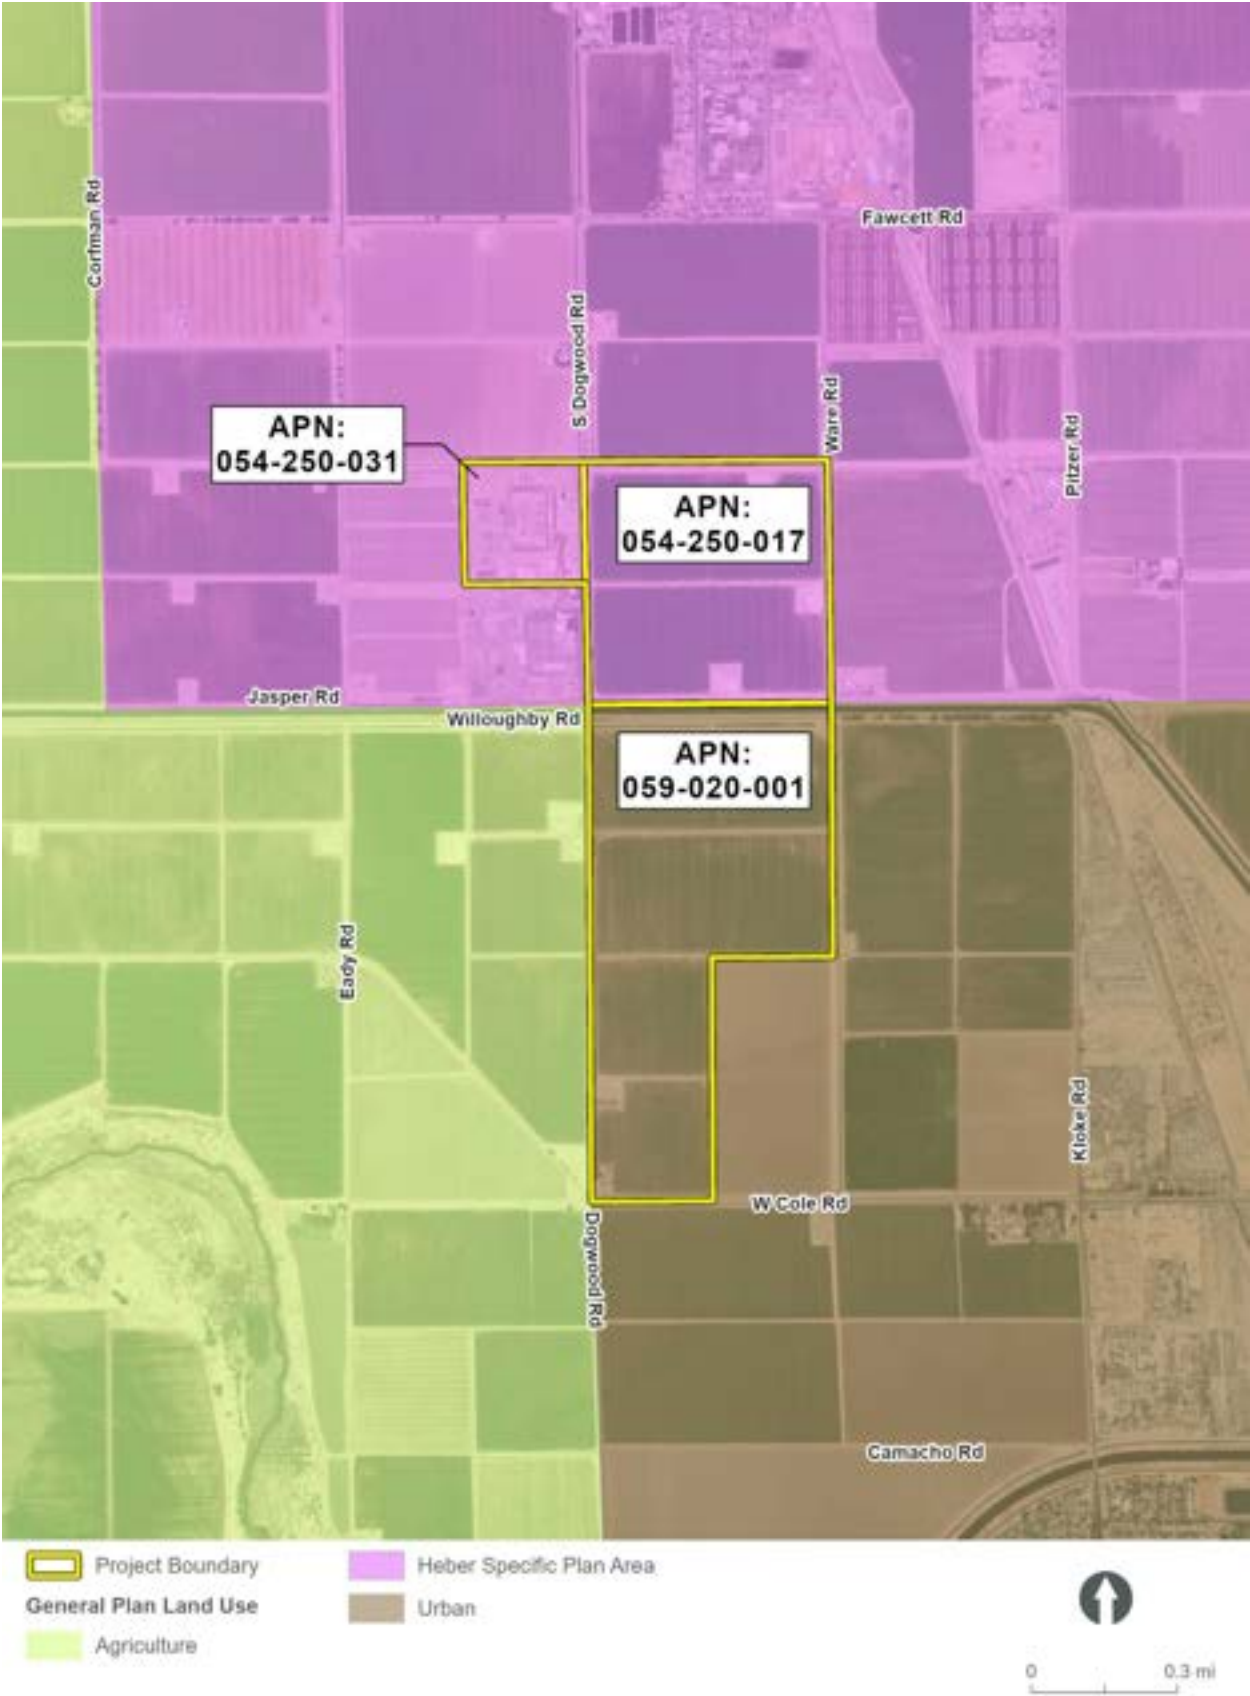 Corfman Rd
Fawcett Rd
S Dogwood Rd
Ware Rd
Pitzer Rd
APN:
054-250-031
APN:
054-250-017
Jasper Rd
Willoughby Rd
APN:
059-020-001
Eady Rd
Kloke Rd
W Cole Rd
Dogwood Rd
Camacho Rd
Project Boundary
General Plan Land Use
Agriculture
Heber Specific Plan Area
Urban
0 0.3 mi